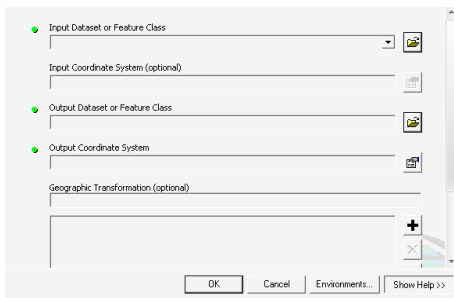 Input Dataset or Feature Class
Input Coordinate System (optional)
Output Dataset or Feature Class
Output Coordinate System
Geographic Transformation (optional)
OK Cancel Environments... Show Help >>